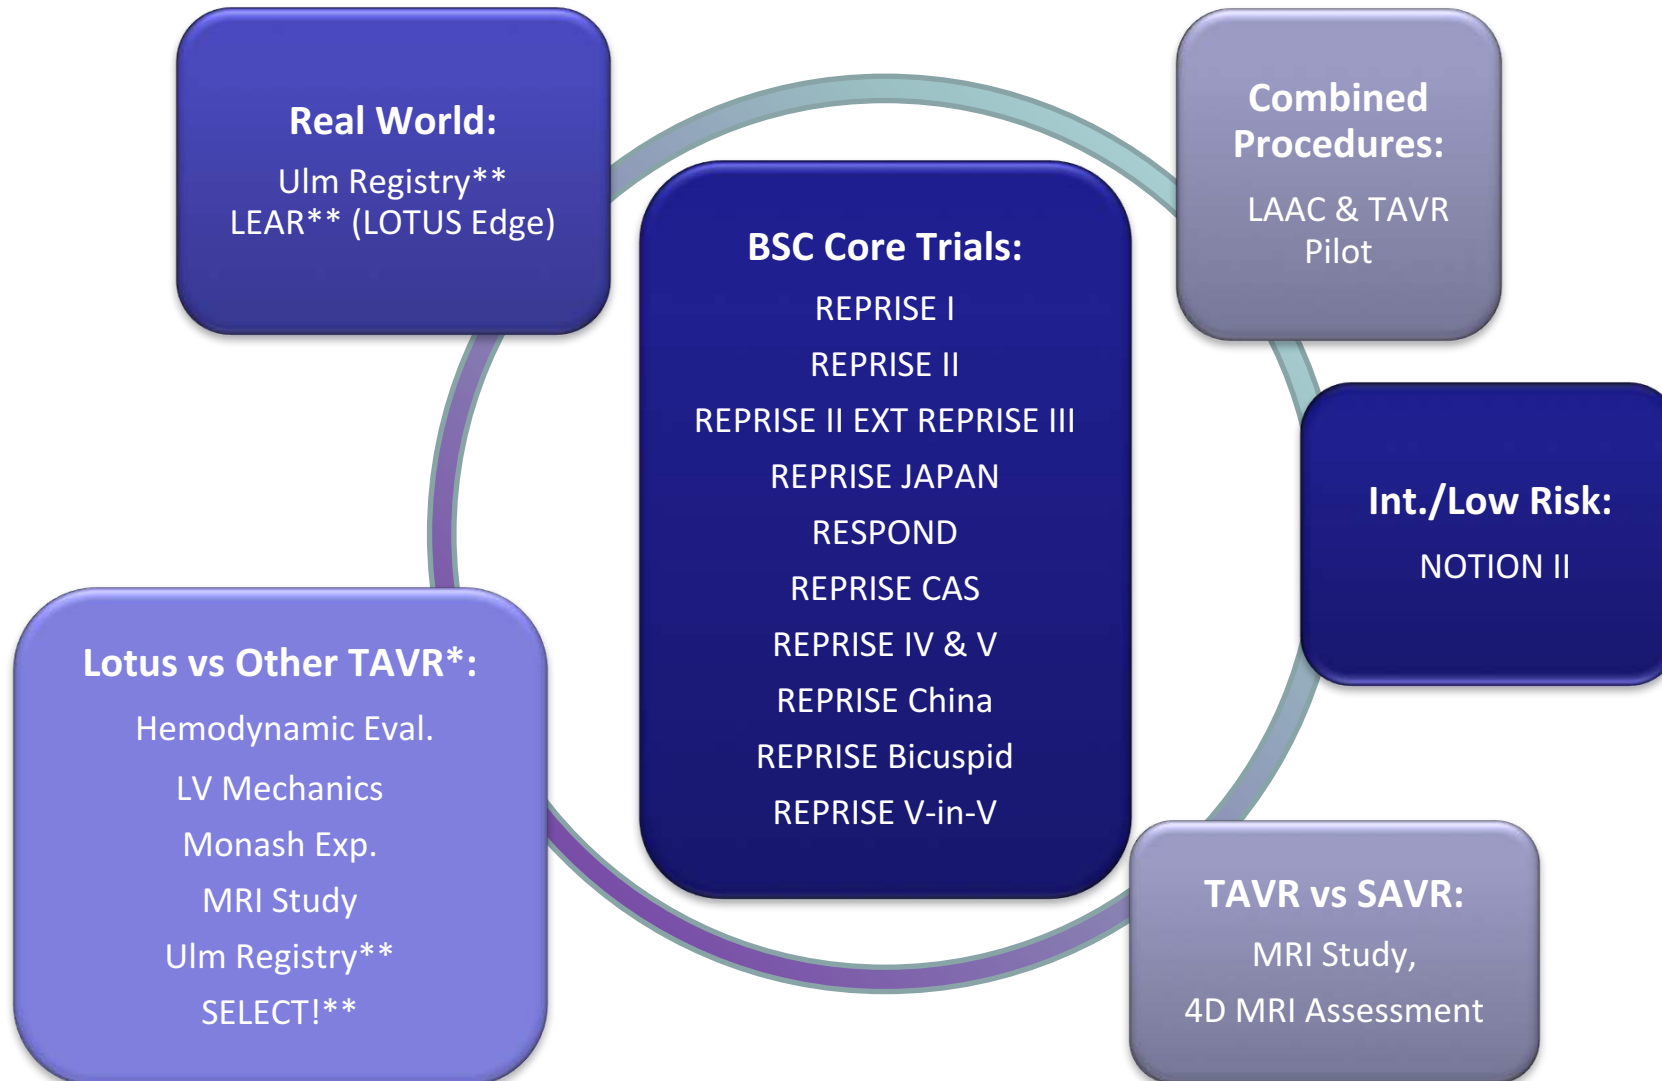 Real World:
Ulm Registry**
LEAR** (LOTUS Edge)
Combined
Procedures:
LAAC & TAVR
Pilot
BSC Core Trials:
REPRISE I
REPRISE II
REPRISE II EXT REPRISE III
REPRISE JAPAN
RESPOND
REPRISE CAS
REPRISE IV & V
REPRISE China
REPRISE Bicuspid
REPRISE V-in-V
Int./Low Risk:
NOTION II
Lotus vs Other TAVR*:
Hemodynamic Eval.
LV Mechanics
Monash Exp.
MRI Study
Ulm Registry**
SELECT!**
TAVR vs SAVR:
MRI Study,
4D MRI Assessment